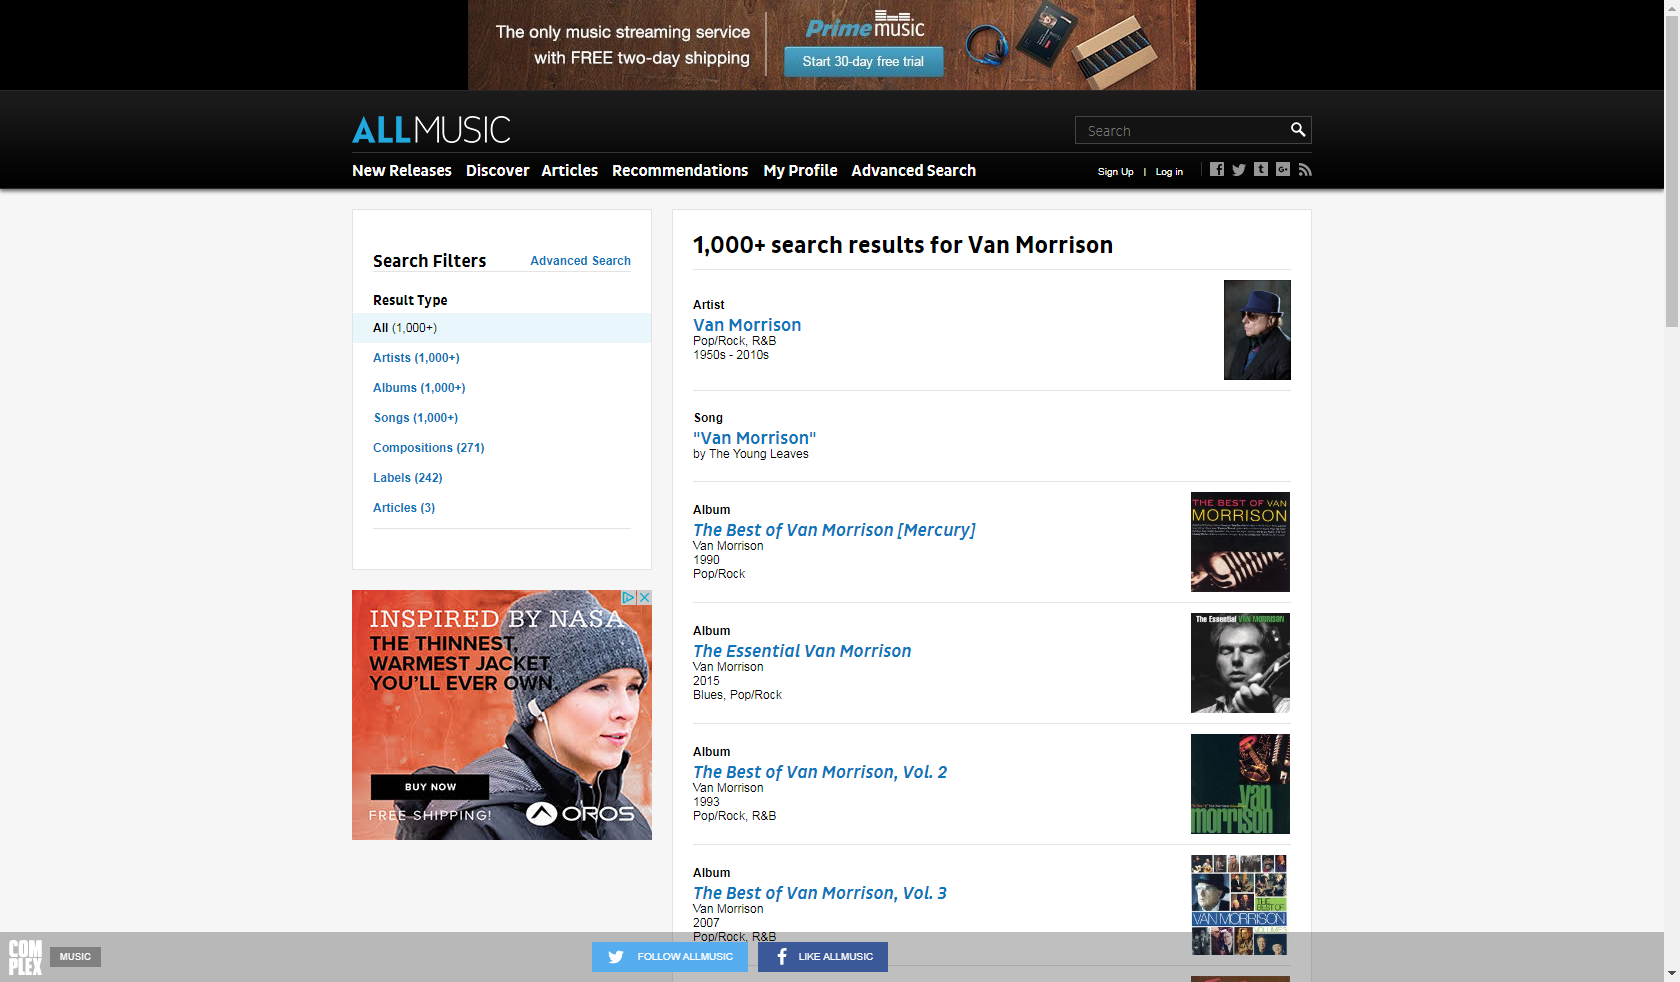 The only music streaming service
with FREE two-day shipping
Prime music
Start 30-day free trial
ALLMUSIC
Search
New Releases Discover Articles Recommendations My Profile Advanced Search
Sign Up | Log in
Search Filters Advanced Search
Result Type
All (1,000+)
Artists (1,000+)
Albums (1,000+)
Songs (1,000+)
Compositions (271)
Labels (242)
Articles (3)
INSPIRED BY NASA
THE THINNEST,
WARMEST JACKET
YOU'LL EVER OWN.
BUY NOW
FREE SHIPPING!
OROS
1,000+ search results for Van Morrison
Artist
Van Morrison
Pop/Rock, R&B
1950s - 2010s
Song
"Van Morrison"
by The Young Leaves
Album
The Best of Van Morrison [Mercury]
Van Morrison
1990
Pop/Rock
THE BEST OF VAN
MORRISON
Album
The Essential Van Morrison
Van Morrison
2015
Blues, Pop/Rock
The Essential VAN MORRISON
Album
The Best of Van Morrison, Vol. 2
Van Morrison
1993
Pop/Rock, R&B
van
morrison
Album
The Best of Van Morrison, Vol. 3
Van Morrison
2007
Pop/Rock, R&B
THE
BEST OF
VAN MORRISON
COM
PLEX
MUSIC
FOLLOW ALLMUSIC
LIKE ALLMUSIC